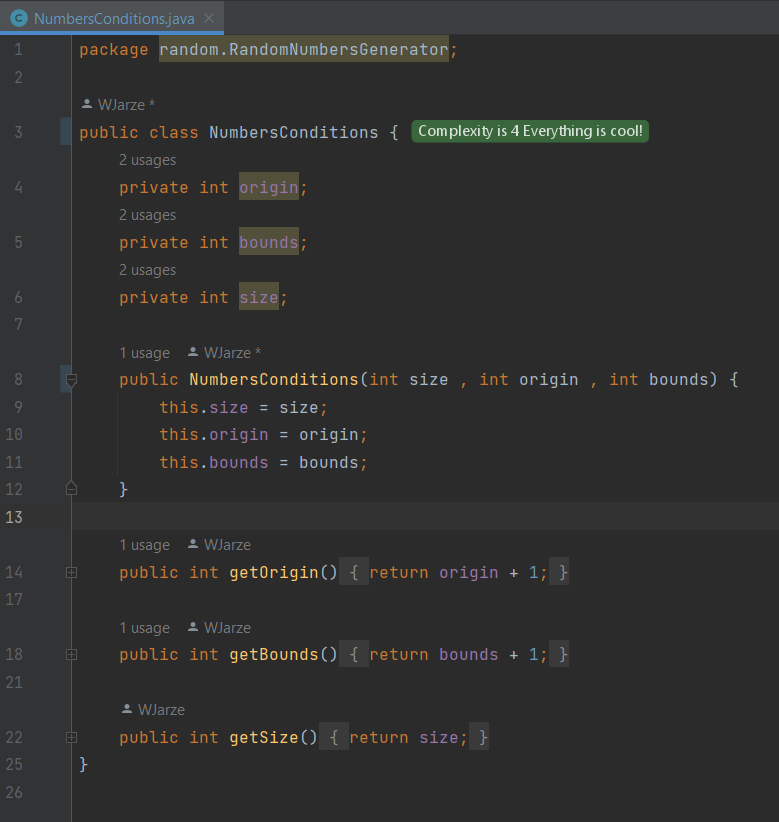 NumbersConditions.java
1 package random.RandomNumbersGenerator;
2
WJarze *
3 public class NumbersConditions { Complexity is 4 Everything is cool!
2 usages
4 private int origin;
2 usages
5 private int bounds;
2 usages
6 private int size;
7
1 usage WJarze *
8 public NumbersConditions(int size , int origin , int bounds) {
9 this.size = size;
10 this.origin = origin;
11 this.bounds = bounds;
12 }
13
1 usage WJarze
14 public int getOrigin() { return origin + 1; }
17
1 usage WJarze
18 public int getBounds() { return bounds + 1; }
21
WJarze
22 public int getSize() { return size; }
25 }
26